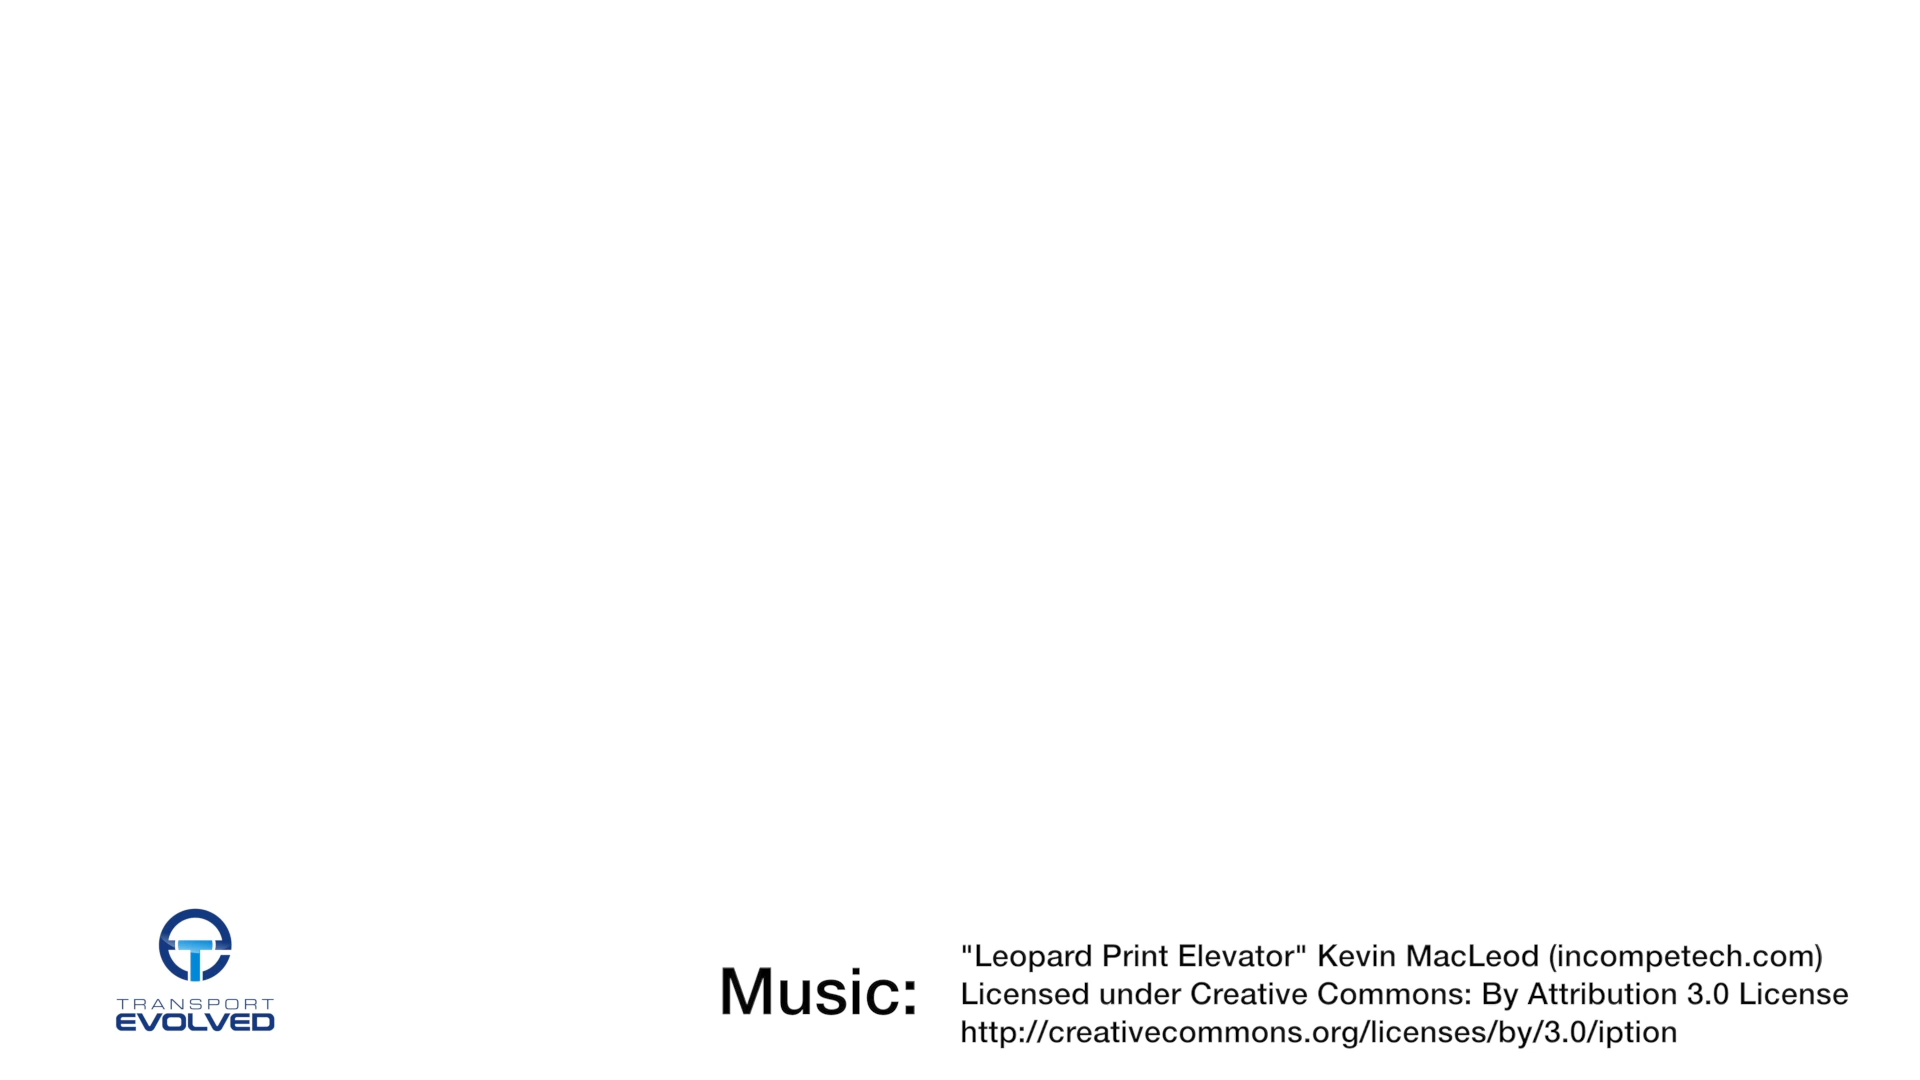 TRANSPORT
EVOLVED
Music:
"Leopard Print Elevator" Kevin MacLeod (incompetech.com)
Licensed under Creative Commons: By Attribution 3.0 License
http://creativecommons.org/licenses/by/3.0/iption